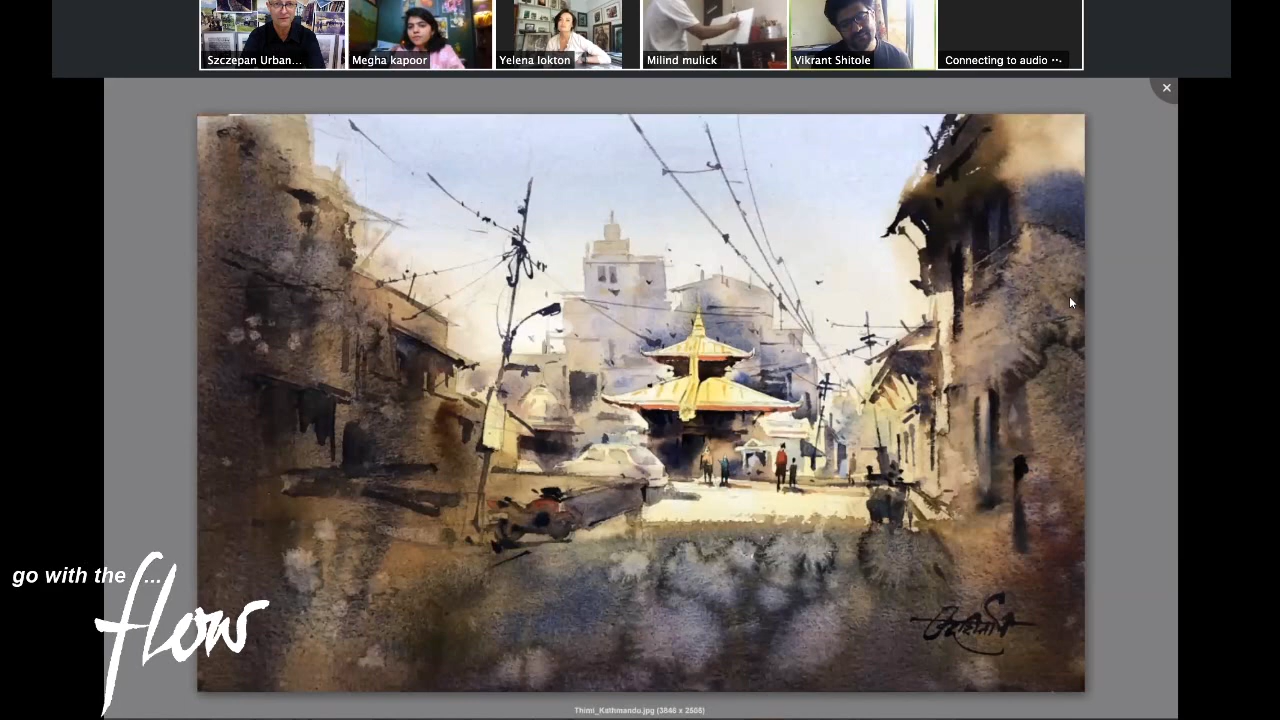 Szczepan Urban...
Megha kapoor
Yelena Iokton
Milind mulick
Vikrant Shitole
Connecting to audio ...
go with the ...
flow
Thimi_Kathmandu.jpg (3846 x 2506)